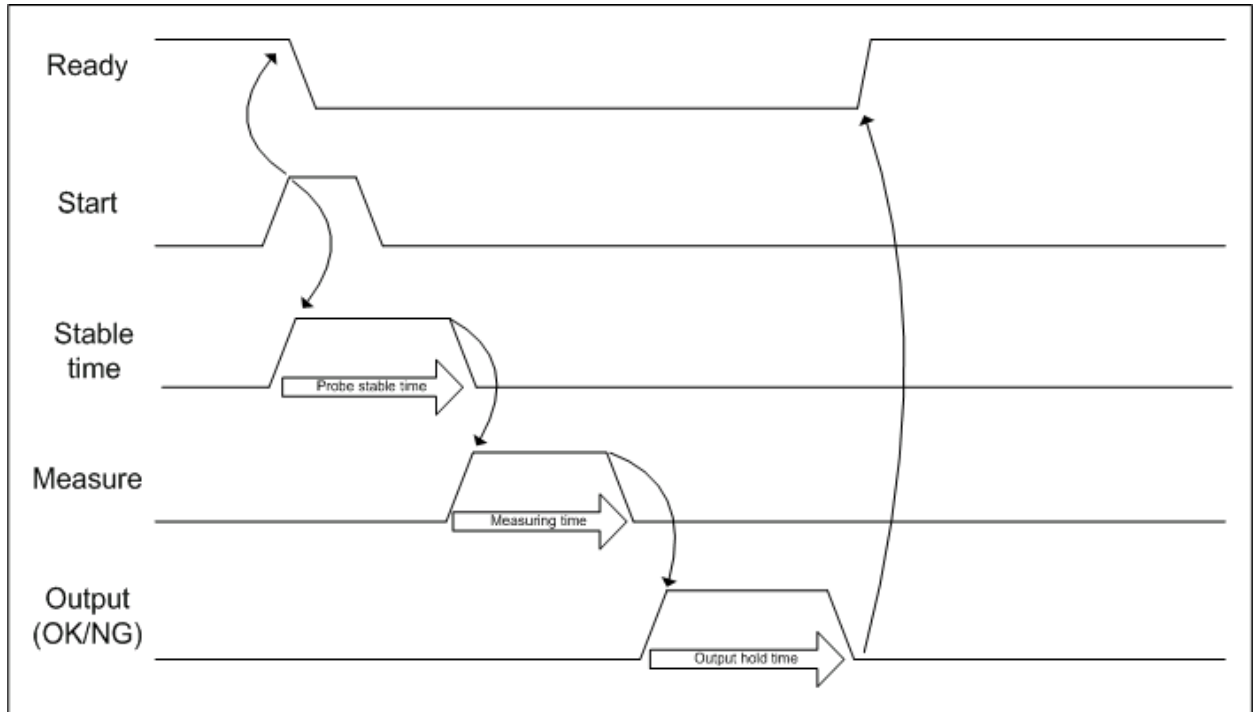 Ready
Start
Stable
time
Probe stable time
Measure
Measuring time
Output
(OK/NG)
Output hold time